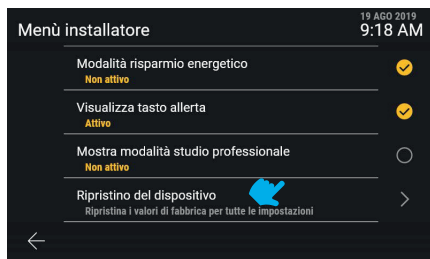 19 AGO 2019
Menù installatore 9:18 AM
Modalità risparmio energetico
Non attivo
Visualizza tasto allerta
Attivo
Mostra modalità studio professionale
Non attivo
Ripristino del dispositivo
Ripristina i valori di fabbrica per tutte le impostazioni